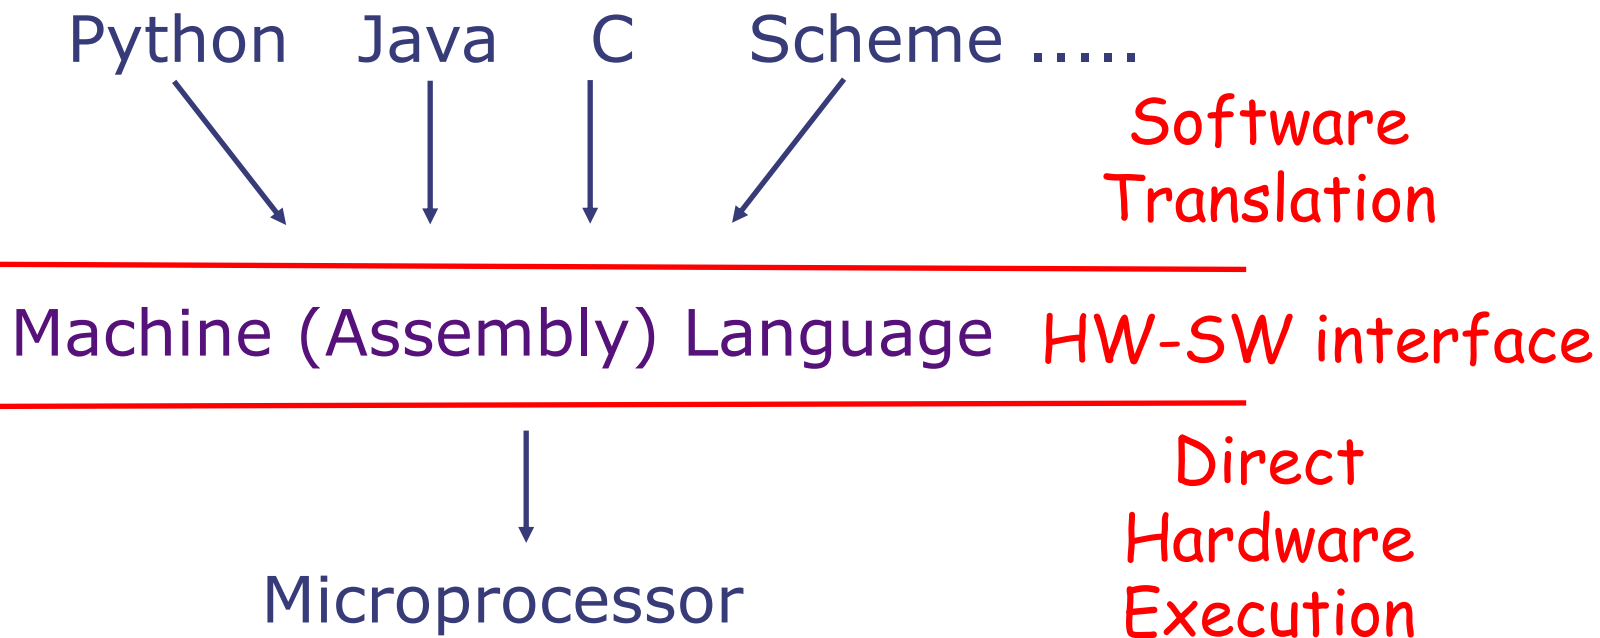 Python Java C Scheme .....
Software
Translation
Machine (Assembly) Language HW-SW interface
Direct
Hardware
Microprocessor
Execution